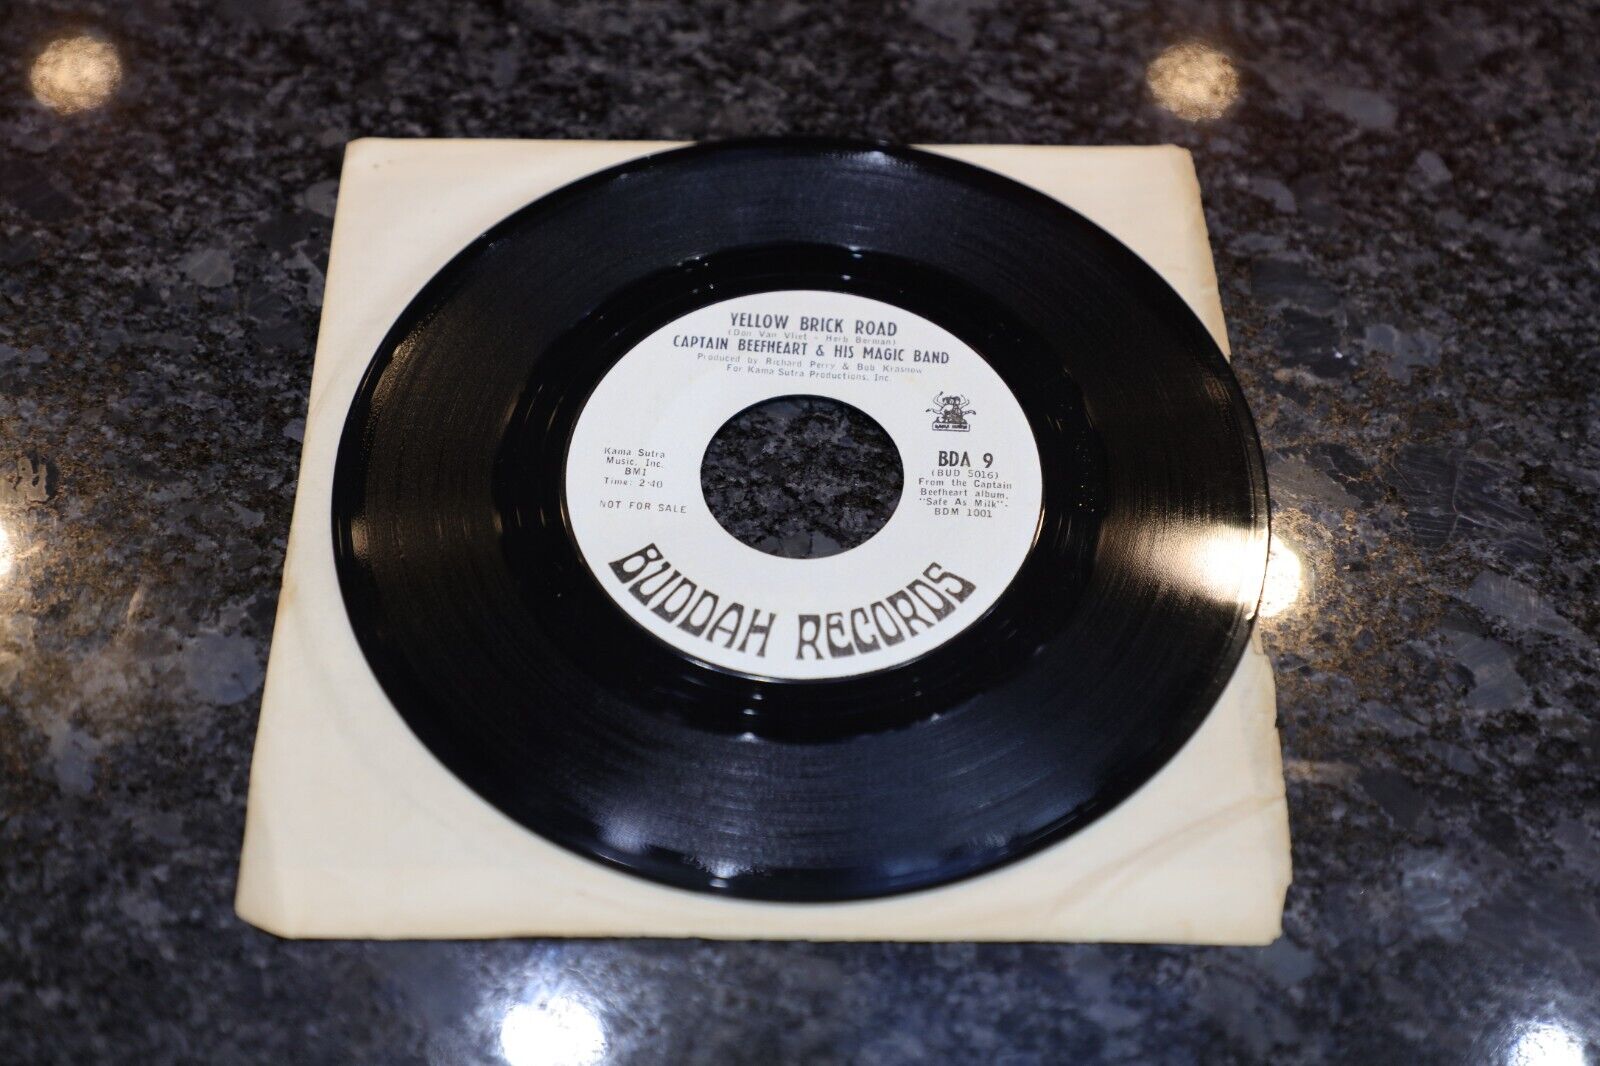 YELLOW BRICK ROAD
(Don Van Vliet - Herb Berman)
CAPTAIN BEEFHEART & HIS MAGIC BAND
Produced by Richard Perry & Bob Krasnow
For Kama Sutra Productions, Inc.
KAMA SUTRA
Kama Sutra
Music, Inc.
BMI
Time: 2:40
NOT FOR SALE
BDA 9
(BUD 5016)
From the Captain
Beefheart album,
"Safe As Milk",
BDM 1001
BUDDAH RECORDS